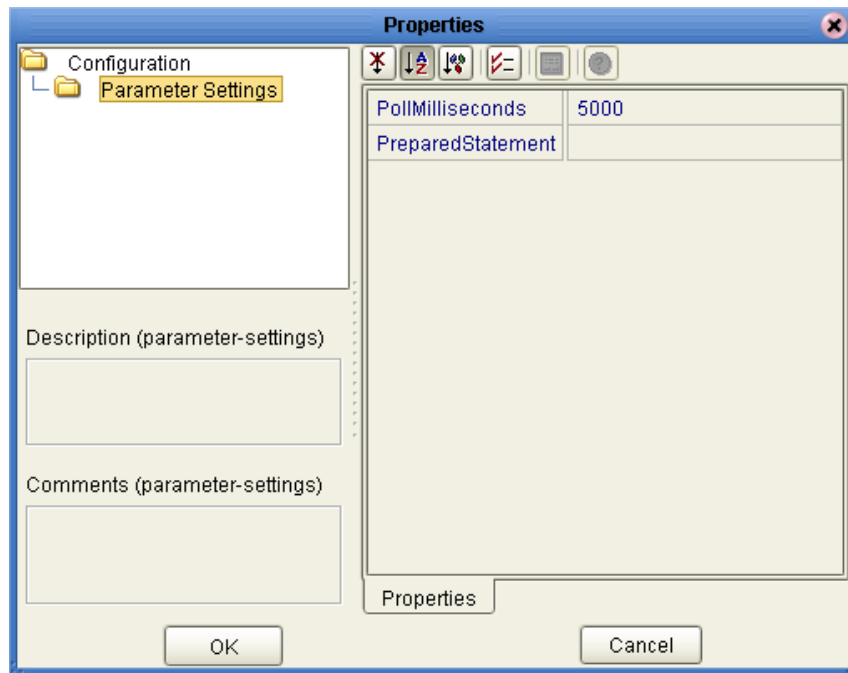 Properties
Configuration
Parameter Settings
PollMilliseconds 5000
PreparedStatement
Description (parameter-settings)
Comments (parameter-settings)
Properties
OK
Cancel